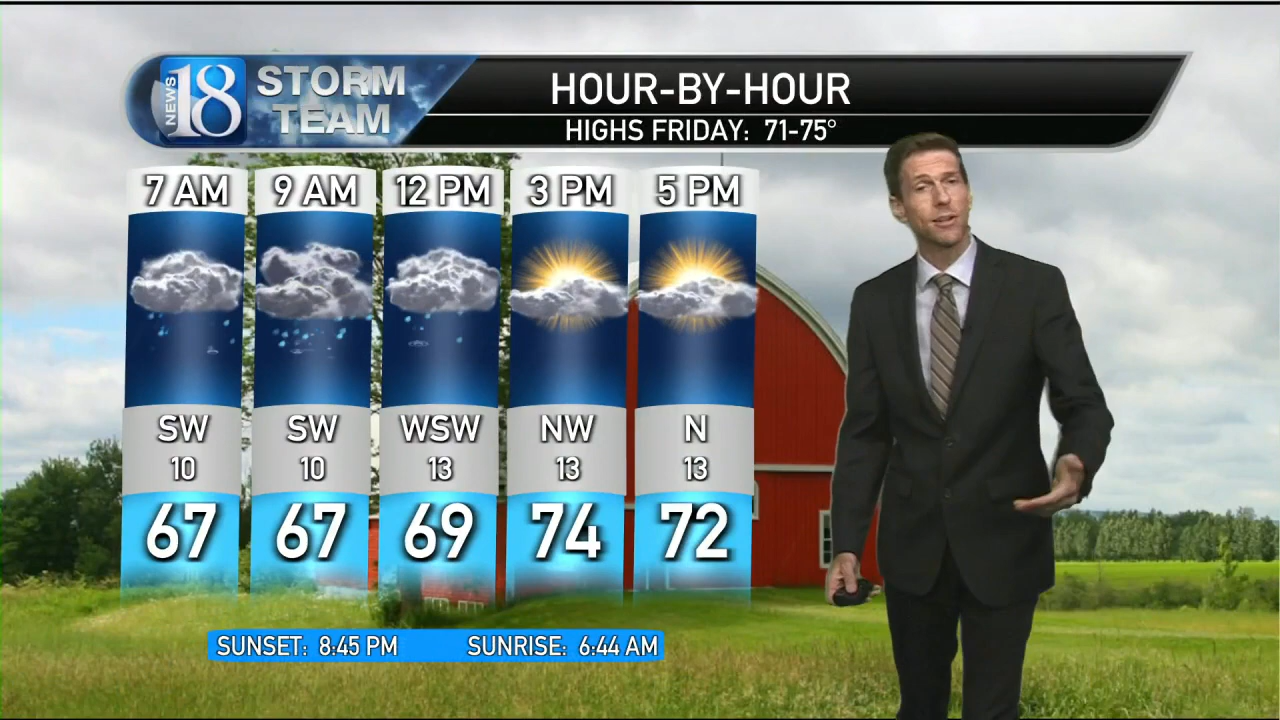 NEWS 18
STORM
TEAM
HOUR-BY-HOUR
HIGHS FRIDAY: 71-75°
7 AM 9 AM 12 PM 3 PM 5 PM
SW SW WSW NW N
10 10 13 13 13
67 67 69 74 72
SUNSET: 8:45 PM SUNRISE: 6:44 AM